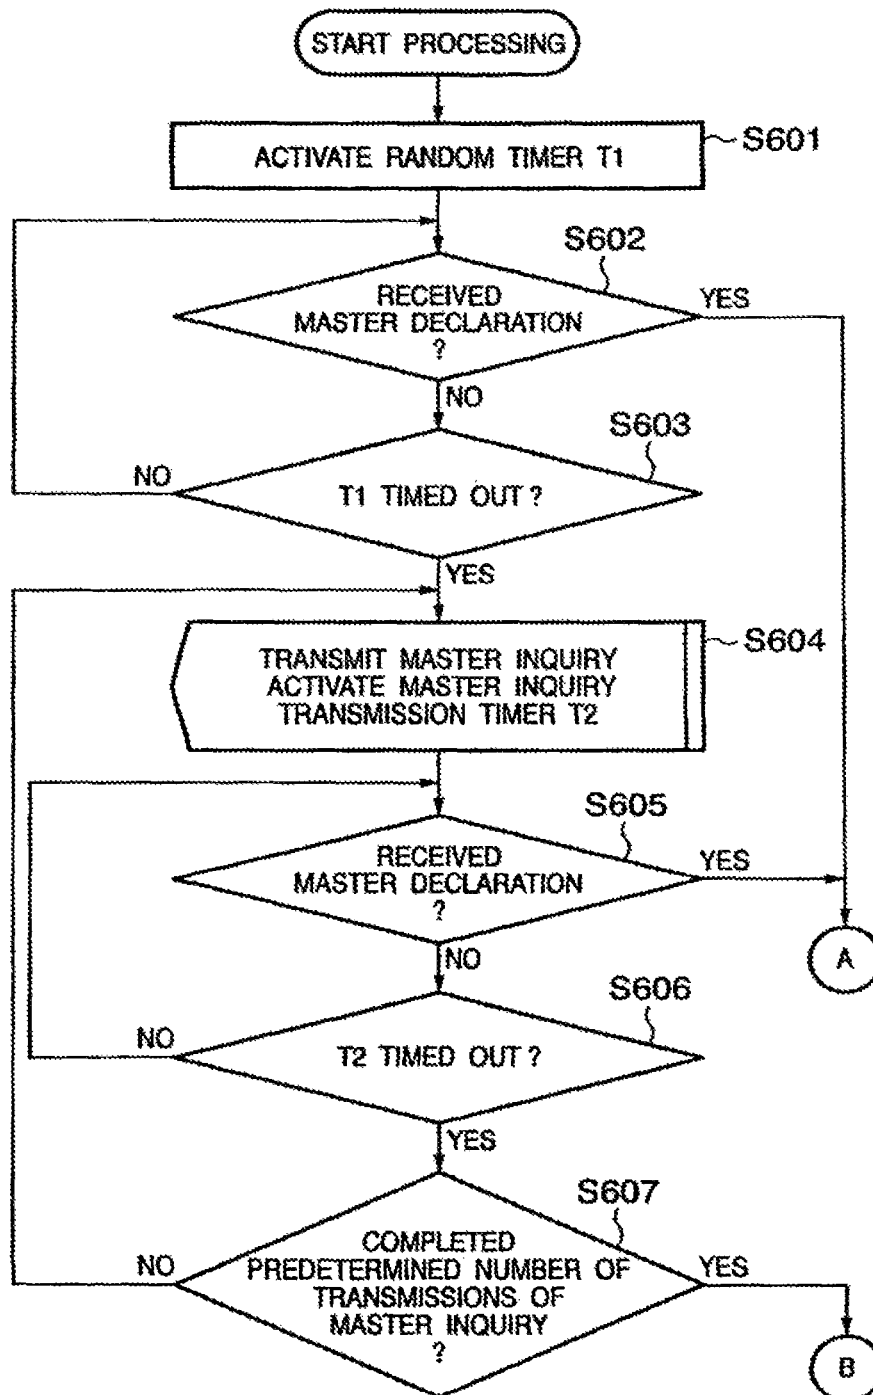 START PROCESSING
ACTIVATE RANDOM TIMER T1
S601
S602
RECEIVED
MASTER DECLARATION
?
YES
NO
S603
NO
T1 TIMED OUT ?
YES
S604
TRANSMIT MASTER INQUIRY
ACTIVATE MASTER INQUIRY
TRANSMISSION TIMER T2
S605
RECEIVED
MASTER DECLARATION
?
YES
A
NO
S606
NO
T2 TIMED OUT ?
YES
S607
NO
COMPLETED
PREDETERMINED NUMBER OF
TRANSMISSIONS OF
MASTER INQUIRY
?
YES
B